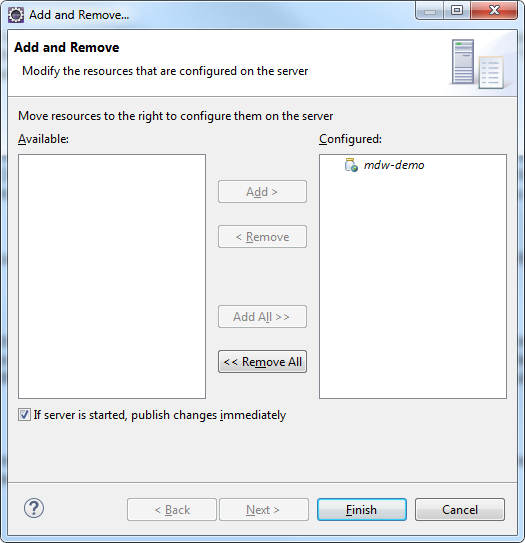 Add and Remove...
Add and Remove
Modify the resources that are configured on the server
Move resources to the right to configure them on the server
Available:
Configured:
mdw-demo
Add >
< Remove
Add All >>
<< Remove All
If server is started, publish changes immediately
?
< Back
Next >
Finish
Cancel